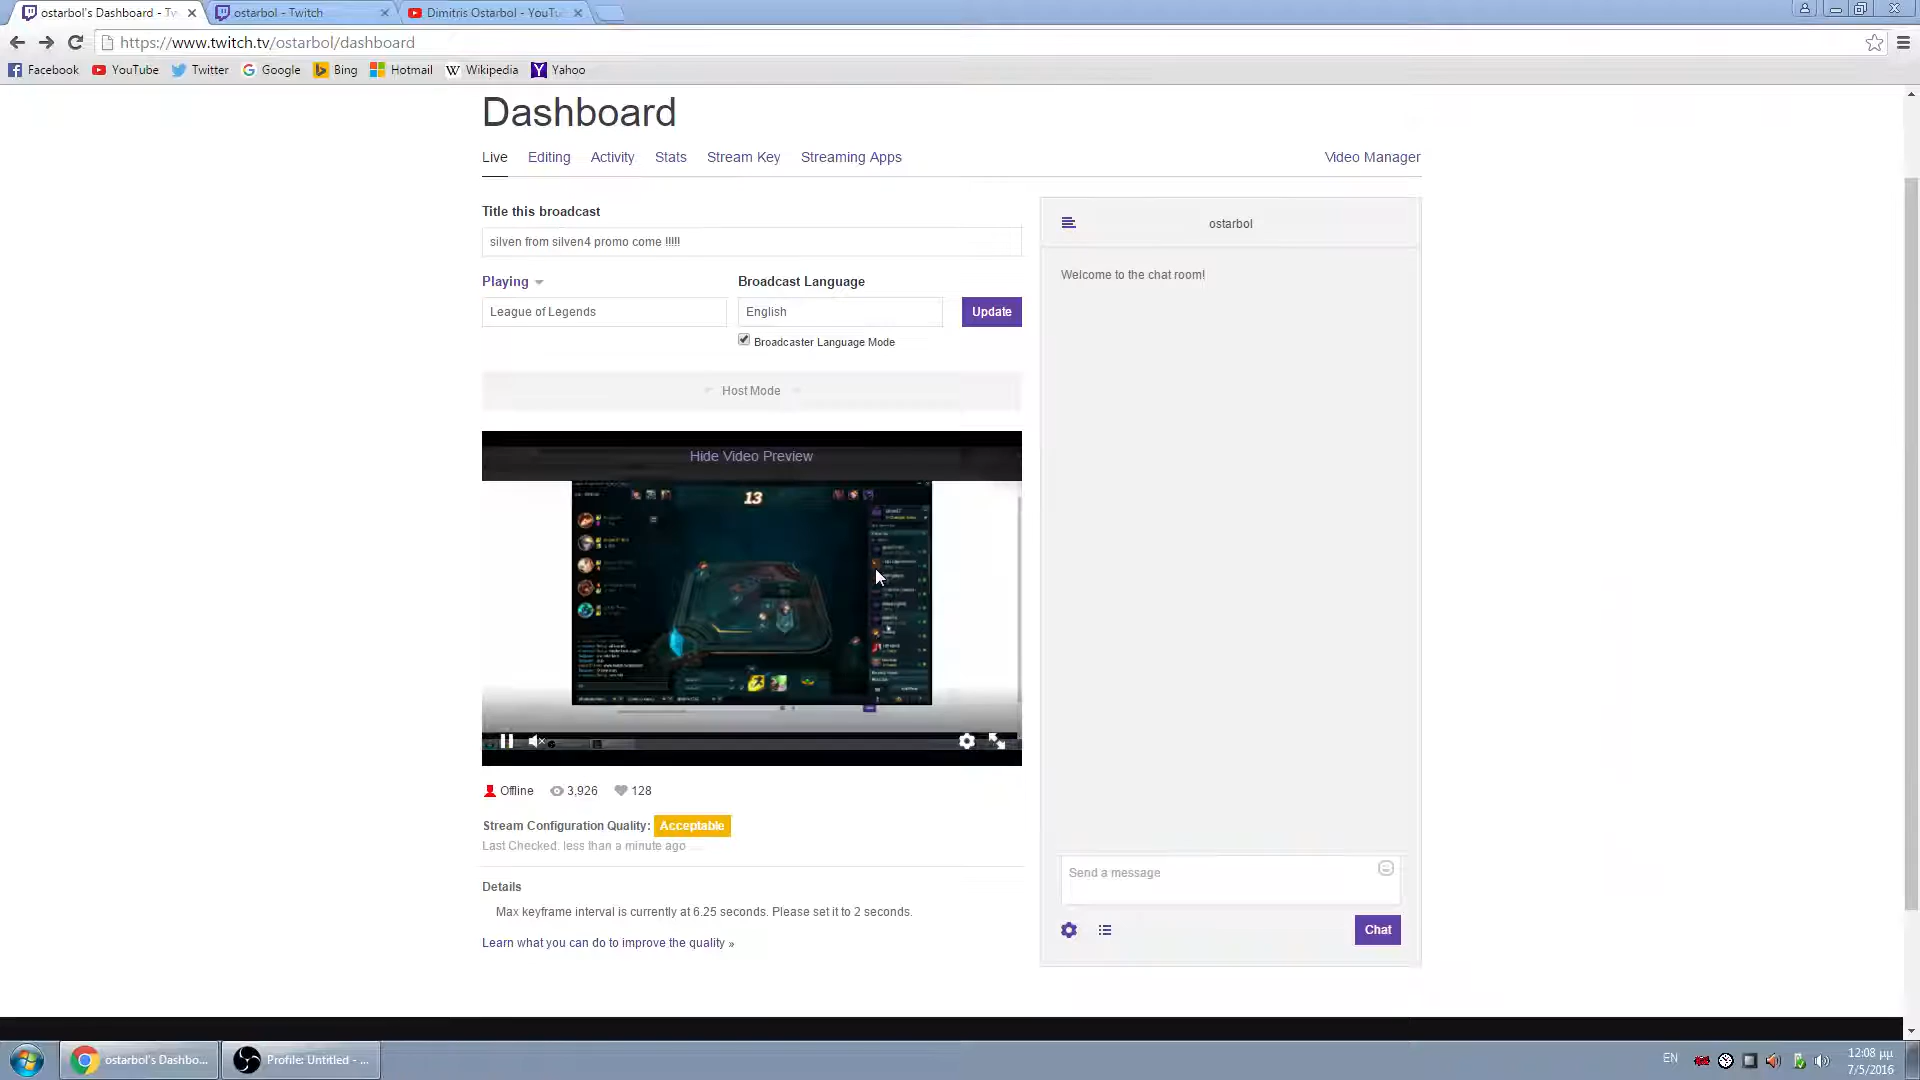 ostarbol's Dashboard - Tw
ostarbol - Twitch
Dimitris Ostarbol - YouTu
https://www.twitch.tv/ostarbol/dashboard
Facebook
YouTube
Twitter
Google
Bing
Hotmail
Wikipedia
Yahoo
Dashboard
Live
Editing
Activity
Stats
Stream Key
Streaming Apps
Video Manager
Title this broadcast
silven from silven4 promo come !!!!!
Playing
Broadcast Language
League of Legends
English
Update
Broadcaster Language Mode
Host Mode
Hide Video Preview
13
Offline
3,926
128
Stream Configuration Quality: Acceptable
Last Checked: less than a minute ago
Details
Max keyframe interval is currently at 6.25 seconds. Please set it to 2 seconds.
Learn what you can do to improve the quality »
ostarbol
Welcome to the chat room!
Send a message
Chat
ostarbol's Dashbo...
Profile: Untitled - ...
EN
12:08 μμ
7/5/2016